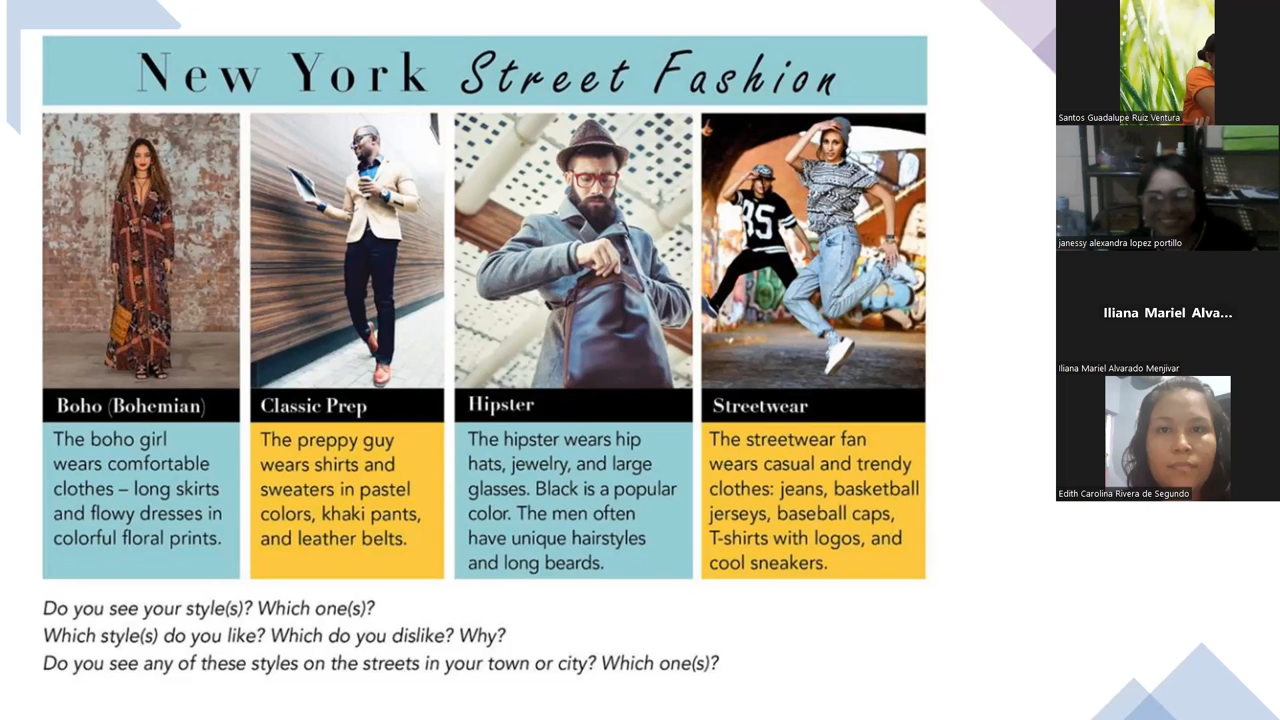 New York Street Fashion
Boho (Bohemian)
The boho girl
wears comfortable
clothes – long skirts
and flowy dresses in
colorful floral prints.
Classic Prep
The preppy guy
wears shirts and
sweaters in pastel
colors, khaki pants,
and leather belts.
Hipster
The hipster wears hip
hats, jewelry, and large
glasses. Black is a popular
color. The men often
have unique hairstyles
and long beards.
85
Streetwear
The streetwear fan
wears casual and trendy
clothes: jeans, basketball
jerseys, baseball caps,
T-shirts with logos, and
cool sneakers.
Do you see your style(s)? Which one(s)?
Which style(s) do you like? Which do you dislike? Why?
Do you see any of these styles on the streets in your town or city? Which one(s)?
Santos Guadalupe Ruiz Ventura
janessy alexandra lopez portillo
Iliana Mariel Alva...
Iliana Mariel Alvarado Menjivar
Edith Carolina Rivera de Segundo